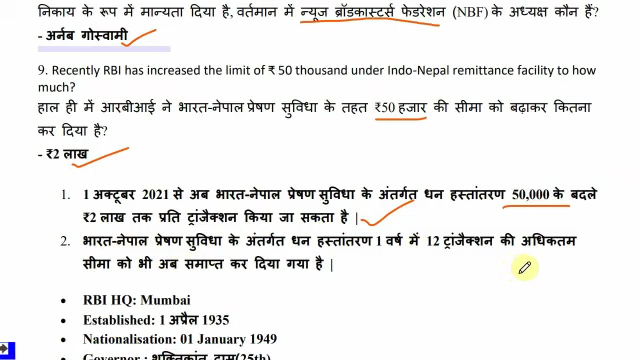 निकाय के रूप में मान्यता दिया है, वर्तमान में न्यूज ब्रॉडकास्टर्स फेडरेशन (NBF) के अध्यक्ष कौन हैं?
- अर्नब गोस्वामी
9. Recently RBI has increased the limit of ₹ 50 thousand under Indo-Nepal remittance facility to how
much?
हाल ही में आरबीआई ने भारत-नेपाल प्रेषण सुविधा के तहत ₹50 हजार की सीमा को बढ़ाकर कितना
कर दिया है?
- ₹2 लाख
1. 1 अक्टूबर 2021 से अब भारत-नेपाल प्रेषण सुविधा के अंतर्गत धन हस्तांतरण 50,000 के बदले
₹2 लाख तक प्रति ट्रांजैक्शन किया जा सकता है |
2. भारत-नेपाल प्रेषण सुविधा के अंतर्गत धन हस्तांतरण 1 वर्ष में 12 ट्रांजैक्शन की अधिकतम
सीमा को भी अब समाप्त कर दिया गया है |
• RBI HQ: Mumbai
• Established: 1 अप्रैल 1935
• Nationalisation: 01 January 1949
• Governor : शक्तिकांत दास(25th)